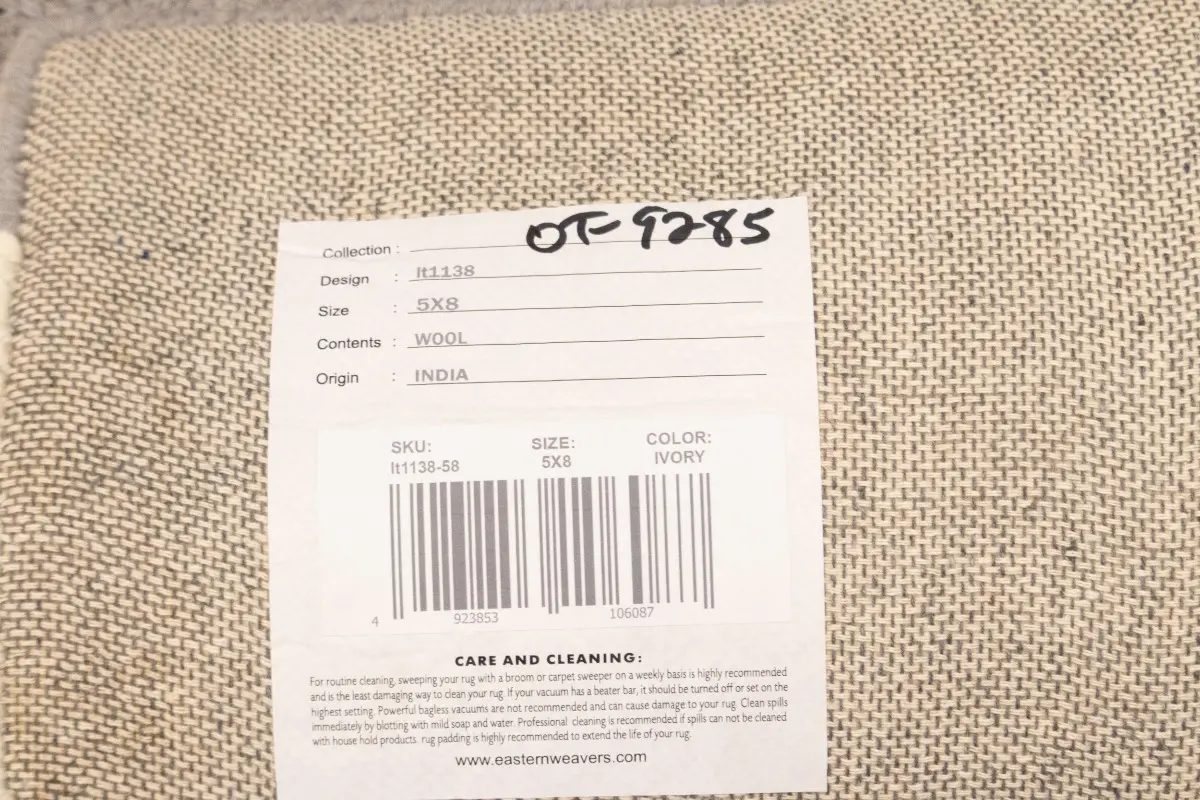 OT-9285
Collection :
Design : lt1138
Size : 5X8
Contents : WOOL
Origin : INDIA
SKU: SIZE: COLOR:
lt1138-58 5X8 IVORY
4 923853 106087
CARE AND CLEANING:
For routine cleaning, sweeping your rug with a broom or carpet sweeper on a weekly basis is highly recommended
and is the least damaging way to clean your rug. If your vacuum has a beater bar, it should be turned off or set on the
highest setting. Powerful bagless vacuums are not recommended and can cause damage to your rug. Clean spills
immediately by blotting with mild soap and water. Professional cleaning is recommended if spills can not be cleaned
with house hold products. rug padding is highly recommended to extend the life of your rug.
www.easternweavers.com